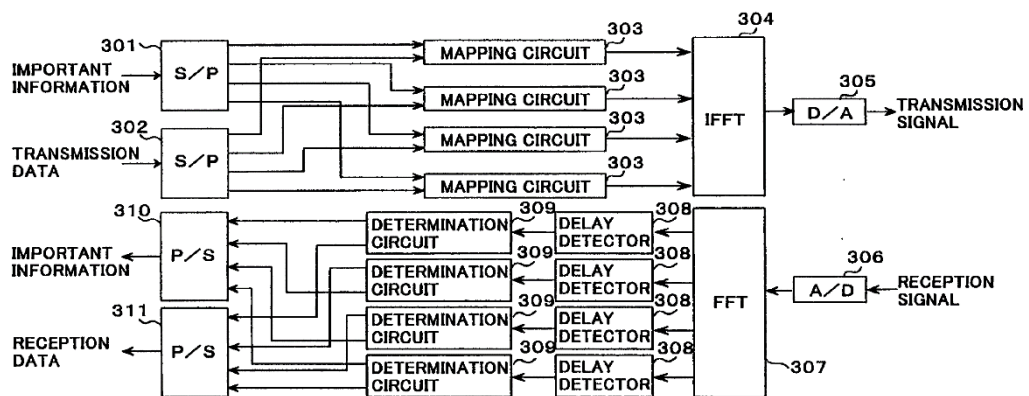 301
IMPORTANT
INFORMATION
S/P
302
TRANSMISSION
DATA
S/P
303
MAPPING CIRCUIT
303
MAPPING CIRCUIT
303
MAPPING CIRCUIT
303
MAPPING CIRCUIT
304
IFFT
305
D/A
TRANSMISSION
SIGNAL
310
IMPORTANT
INFORMATION
P/S
311
RECEPTION
DATA
P/S
309
DETERMINATION
CIRCUIT
309
DETERMINATION
CIRCUIT
309
DETERMINATION
CIRCUIT
309
DETERMINATION
CIRCUIT
308
DELAY
DETECTOR
308
DELAY
DETECTOR
308
DELAY
DETECTOR
308
DELAY
DETECTOR
FFT
307
306
A/D
RECEPTION
SIGNAL